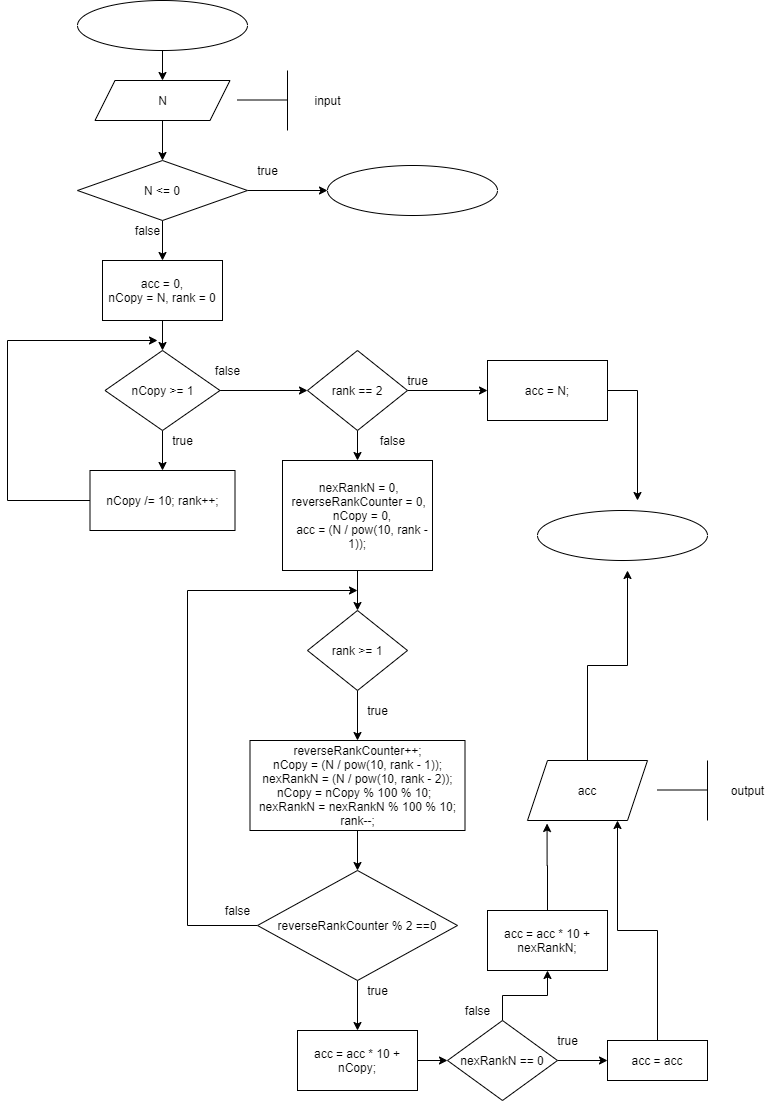 N
input
N <= 0
true
false
acc = 0,
nCopy = N, rank = 0
nCopy >= 1
false
true
nCopy /= 10; rank++;
rank == 2
true
false
acc = N;
nexRankN = 0,
reverseRankCounter = 0,
nCopy = 0,
acc = (N / pow(10, rank -
1));
rank >= 1
true
reverseRankCounter++;
nCopy = (N / pow(10, rank - 1));
nexRankN = (N / pow(10, rank - 2));
nCopy = nCopy % 100 % 10;
nexRankN = nexRankN % 100 % 10;
rank--;
acc
output
reverseRankCounter % 2 ==0
false
true
acc = acc * 10 +
nCopy;
nexRankN == 0
false
true
acc = acc * 10 +
nexRankN;
acc = acc